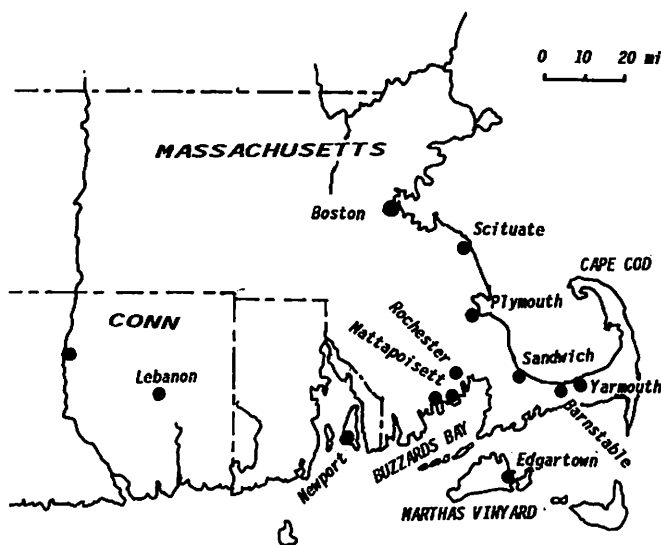 0 10 20 mi
MASSACHUSETTS
Boston
Scituate
CAPE COD
Plymouth
CONN
Rochester
Mattapoisett
Lebanon
Sandwich
Yarmouth
Barnstable
BUZZARDS BAY
Newport
Edgartown
MARTHAS VINYARD